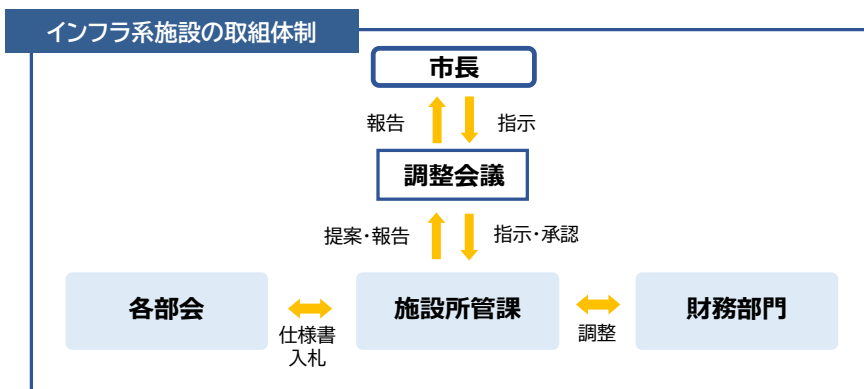 インフラ系施設の取組体制
市長
報告
指示
調整会議
提案・報告
指示・承認
各部会
仕様書
入札
施設所管課
調整
財務部門